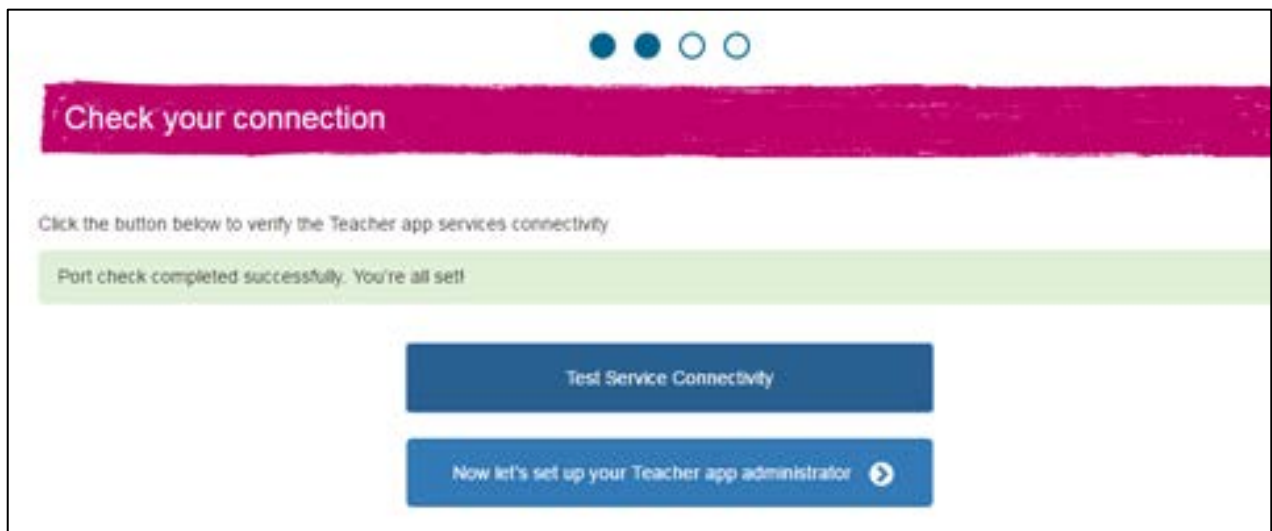 Check your connection
Click the button below to verify the Teacher app services connectivity
Port check completed successfully. You're all set!
Test Service Connectivity
Now let's set up your Teacher app administrator